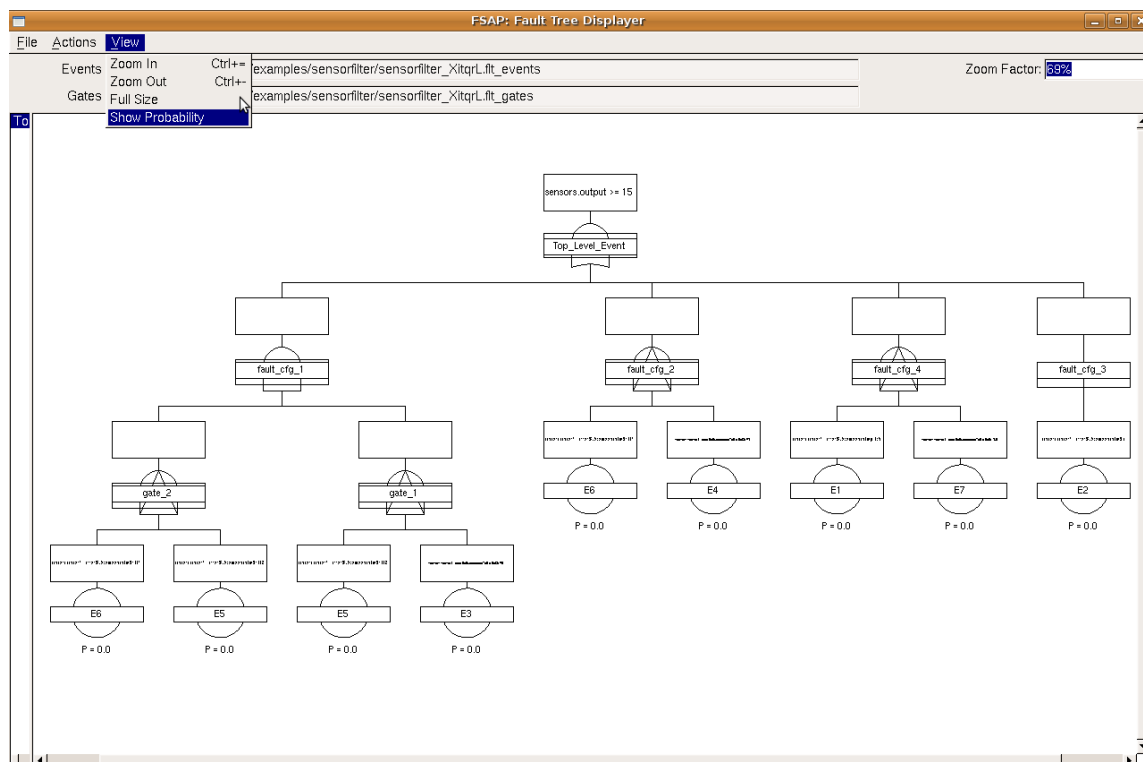 FSAP: Fault Tree Displayer
File Actions View
Zoom In Ctrl+=
Zoom Out Ctrl+-
Full Size
Show Probability
Events /examples/sensorfilter/sensorfilter_XitqrL.flt_events
Gates /examples/sensorfilter/sensorfilter_XitqrL.flt_gates
Zoom Factor: 69%
To
sensors.output >= 15
Top_Level_Event
fault_cfg_1 fault_cfg_2 fault_cfg_4 fault_cfg_3
gate_2 gate_1
E6 E4 E1 E7 E2
P = 0.0 P = 0.0 P = 0.0 P = 0.0 P = 0.0
E6 E5 E5 E3
P = 0.0 P = 0.0 P = 0.0 P = 0.0